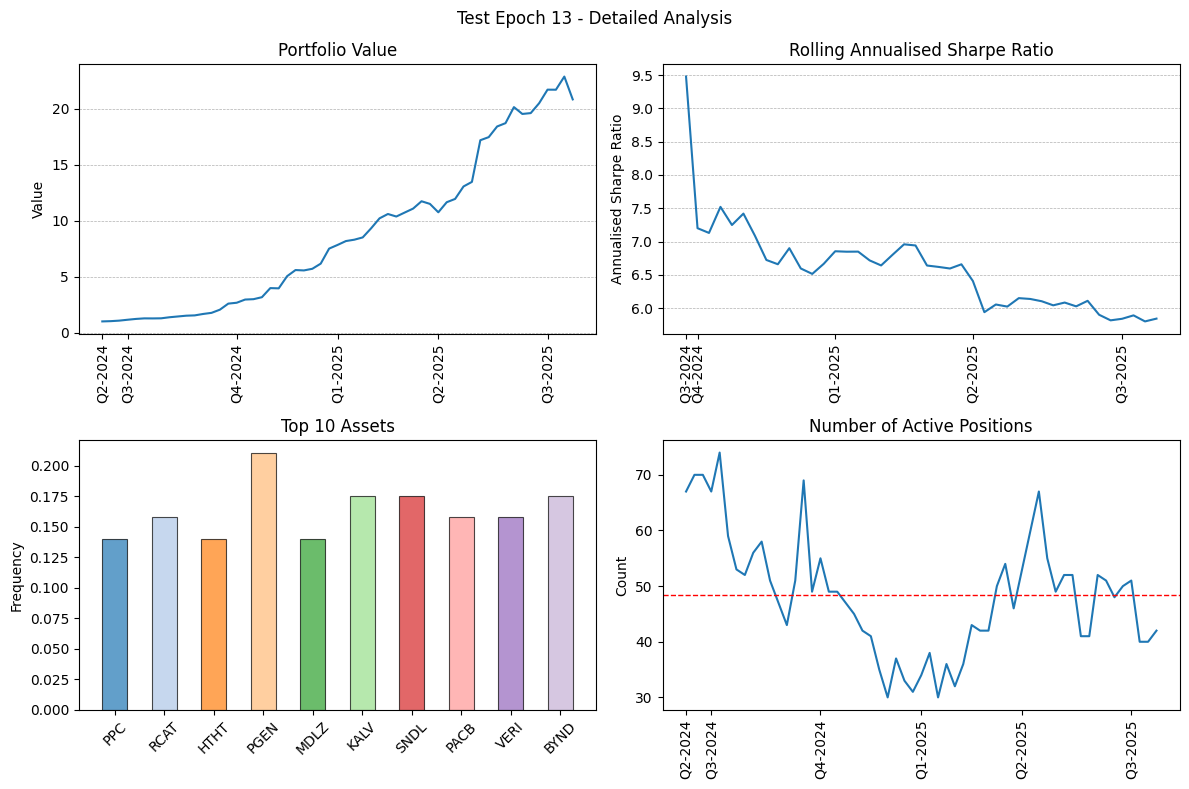 Test Epoch 13 - Detailed Analysis
Portfolio Value
Value
20
15
10
5
0
Q2-2024
Q3-2024
Q4-2024
Q1-2025
Q2-2025
Q3-2025
Rolling Annualised Sharpe Ratio
Annualised Sharpe Ratio
9.5
9.0
8.5
8.0
7.5
7.0
6.5
6.0
Q3-2024
Q4-2024
Q1-2025
Q2-2025
Q3-2025
Top 10 Assets
Frequency
0.200
0.175
0.150
0.125
0.100
0.075
0.050
0.025
0.000
PPC
RCAT
HTHT
PGEN
MDLZ
KALV
SNDL
PACB
VERI
BYND
Number of Active Positions
Count
70
60
50
40
30
Q2-2024
Q3-2024
Q4-2024
Q1-2025
Q2-2025
Q3-2025